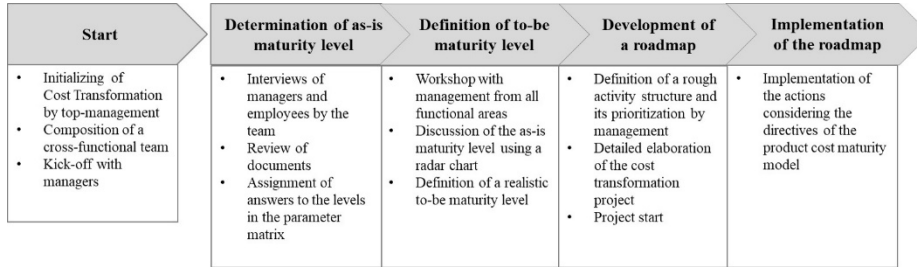 Start
• Initializing of
Cost Transformation
by top-management
• Composition of a
cross-functional team
• Kick-off with
managers
Determination of as-is
maturity level
• Interviews of
managers and
employees by the
team
• Review of
documents
• Assignment of
answers to the levels
in the parameter
matrix
Definition of to-be
maturity level
• Workshop with
management from all
functional areas
• Discussion of the as-is
maturity level using a
radar chart
• Definition of a realistic
to-be maturity level
Development of
a roadmap
• Definition of a rough
activity structure and
its prioritization by
management
• Detailed elaboration
of the cost
transformation
project
• Project start
Implementation
of the roadmap
• Implementation of
the actions
considering the
directives of the
product cost maturity
model